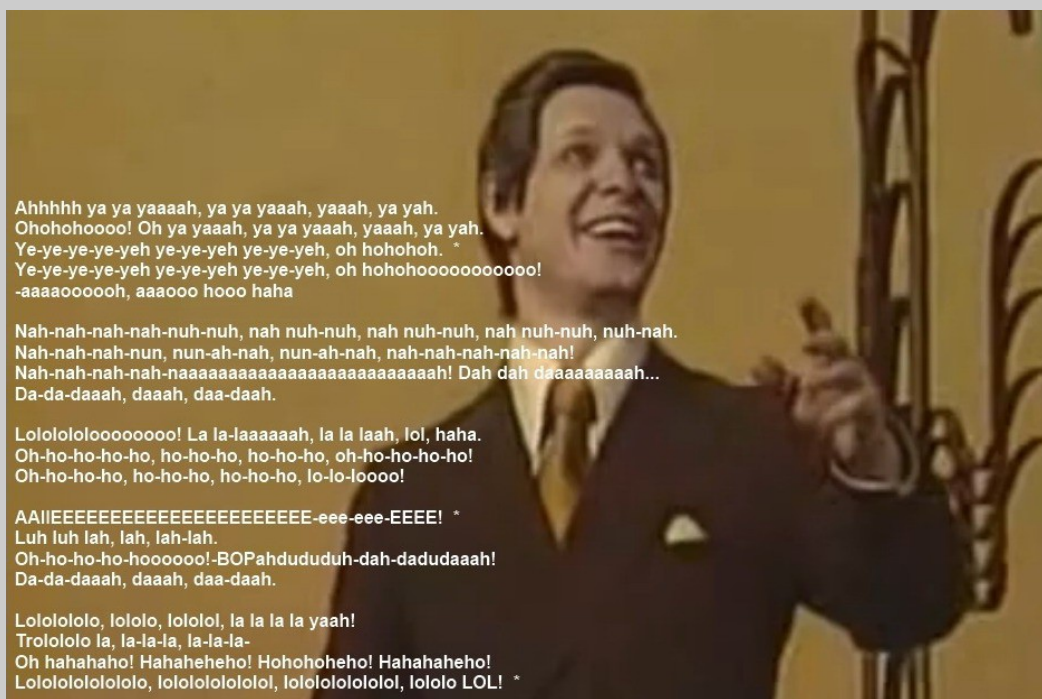 Ahhhhh ya ya yaaaah, ya ya yaaah, yaaah, ya yah.
Ohohohoooo! Oh ya yaaah, ya ya yaaah, yaaah, ya yah.
Ye-ye-ye-ye-yeh ye-ye-yeh ye-ye-yeh, oh hohohoh. *
Ye-ye-ye-ye-yeh ye-ye-yeh ye-ye-yeh, oh hohohooooooooooo!
-aaaaoooooh, aaaooo hooo haha
Nah-nah-nah-nah-nuh-nuh, nah nuh-nuh, nah nuh-nuh, nah nuh-nuh, nuh-nah.
Nah-nah-nah-nun, nun-ah-nah, nun-ah-nah, nah-nah-nah-nah-nah!
Nah-nah-nah-nah-naaaaaaaaaaaaaaaaaaaaaaaaah! Dah dah daaaaaaaaah...
Da-da-daaah, daaah, daa-daah.
Lolololololoooooooo! La la-laaaaaah, la la laah, lol, haha.
Oh-ho-ho-ho-ho, ho-ho-ho, ho-ho-ho, oh-ho-ho-ho-ho!
Oh-ho-ho-ho, ho-ho-ho, ho-ho-ho, lo-lo-loooo!
AAIIEEEEEEEEEEEEEEEEEEEEEE-eee-eee-EEEE! *
Luh luh lah, lah, lah-lah.
Oh-ho-ho-ho-hoooooo!-BOPahdududuh-dah-dadudaaah!
Da-da-daaah, daaah, daa-daah.
Lolololololo, lololo, lololol, la la la la yaah!
Trolololo la, la-la-la, la-la-la-
Oh hahahaho! Hahaheheho! Hohohoheho! Hahahaheho!
Lololololololololo, lolololololololol, lolololololololol, lololo LOL! *